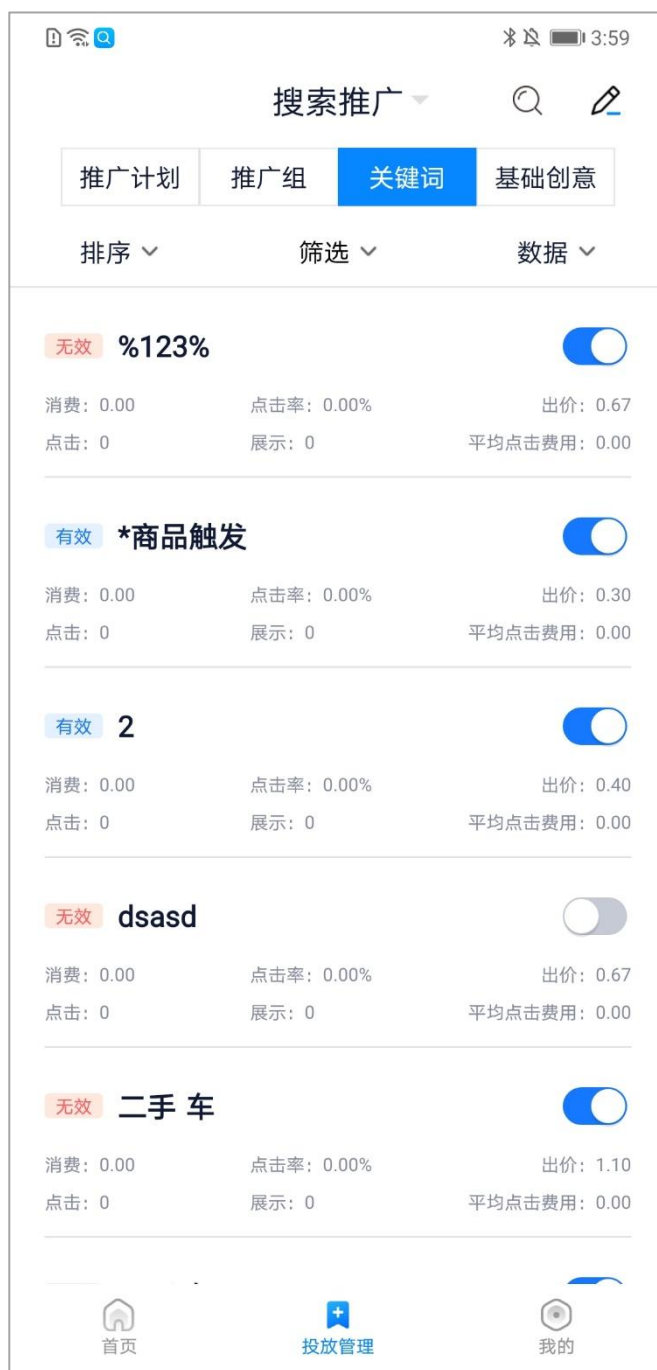 3:59
搜索推广
推广计划 推广组 关键词 基础创意
排序 筛选 数据
无效 %123%
消费: 0.00 点击率: 0.00% 出价: 0.67
点击: 0 展示: 0 平均点击费用: 0.00
有效 *商品触发
消费: 0.00 点击率: 0.00% 出价: 0.30
点击: 0 展示: 0 平均点击费用: 0.00
有效 2
消费: 0.00 点击率: 0.00% 出价: 0.40
点击: 0 展示: 0 平均点击费用: 0.00
无效 dsasd
消费: 0.00 点击率: 0.00% 出价: 0.67
点击: 0 展示: 0 平均点击费用: 0.00
无效 二手 车
消费: 0.00 点击率: 0.00% 出价: 1.10
点击: 0 展示: 0 平均点击费用: 0.00
首页 投放管理 我的